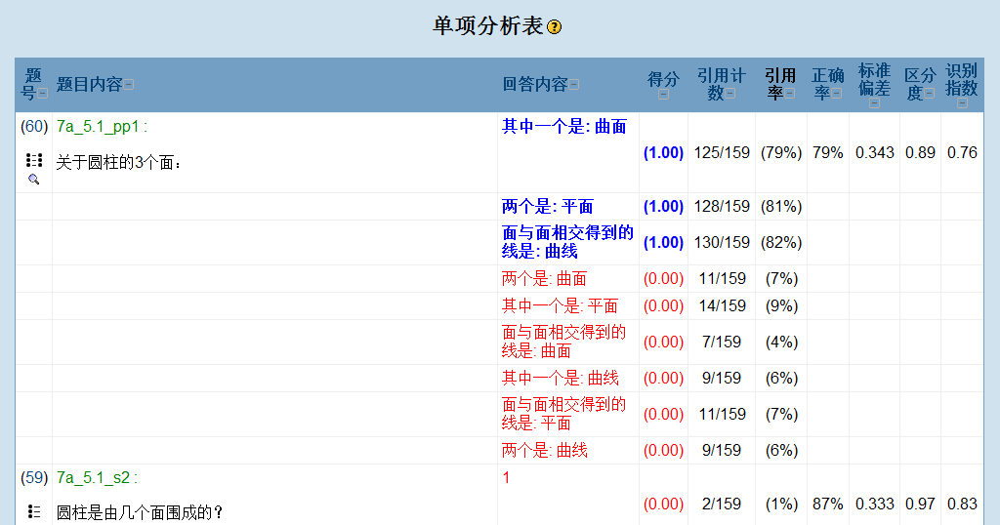 单项分析表
题号 题目内容 回答内容 得分 引用计数 引用率 正确率 标准偏差 区分度 识别指数
(60) 7a_5.1_pp1 : 其中一个是: 曲面
关于圆柱的3个面: (1.00) 125/159 (79%) 79% 0.343 0.89 0.76
两个是: 平面 (1.00) 128/159 (81%)
面与面相交得到的
线是: 曲线 (1.00) 130/159 (82%)
两个是: 曲面 (0.00) 11/159 (7%)
其中一个是: 平面 (0.00) 14/159 (9%)
面与面相交得到的
线是: 曲面 (0.00) 7/159 (4%)
其中一个是: 曲线 (0.00) 9/159 (6%)
面与面相交得到的
线是: 平面 (0.00) 11/159 (7%)
两个是: 曲线 (0.00) 9/159 (6%)
(59) 7a_5.1_s2 : 1
圆柱是由几个面围成的? (0.00) 2/159 (1%) 87% 0.333 0.97 0.83